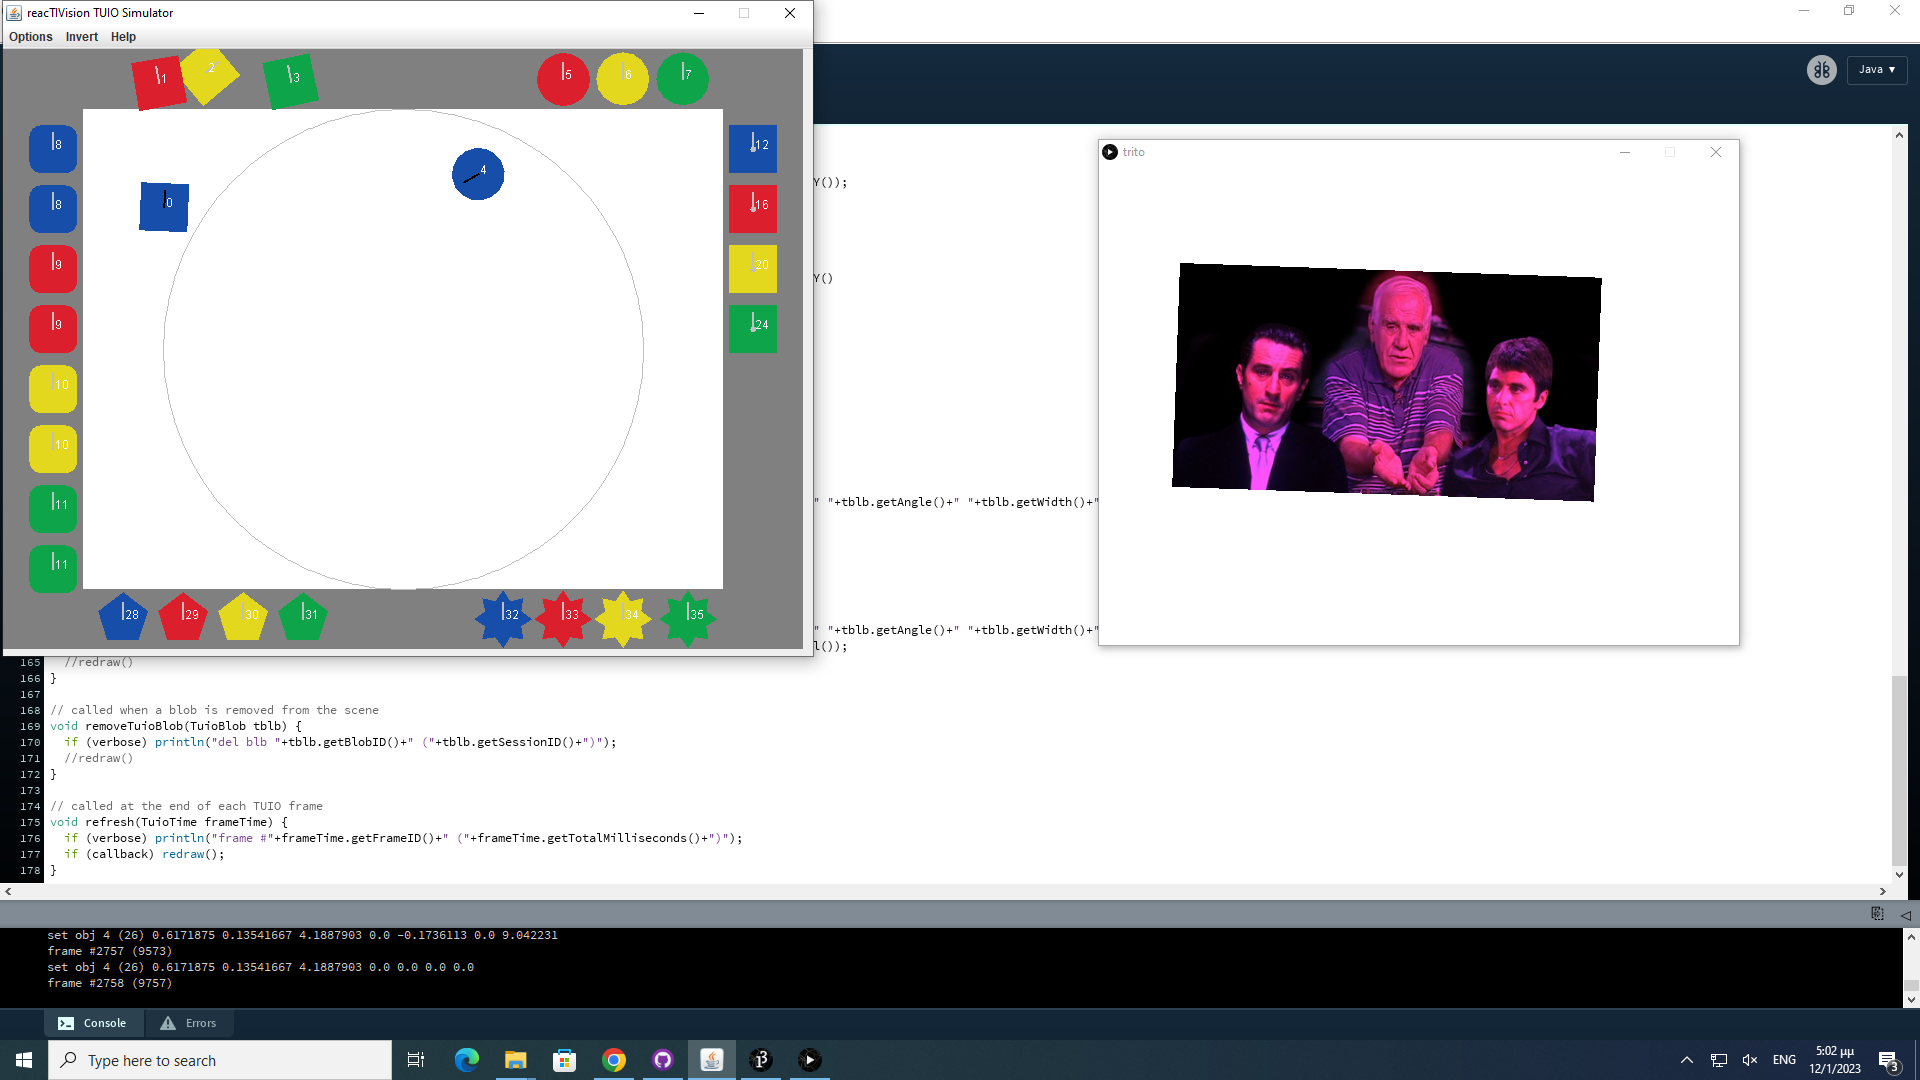 reacTIVision TUIO Simulator
Options Invert Help
1 2 3 5 6 7
8 4 12
8 0 16
9 20
9 24
10
10
11
11
28 29 30 31 32 33 34 35
Java ▾
Y());
Y()
" "+tblb.getAngle()+" "+tblb.getWidth()+"
" "+tblb.getAngle()+" "+tblb.getWidth()+"
l());
trito
165 //redraw()
166 }
167
168 // called when a blob is removed from the scene
169 void removeTuioBlob(TuioBlob tblb) {
170 if (verbose) println("del blb "+tblb.getBlobID()+" ("+tblb.getSessionID()+")");
171 //redraw()
172 }
173
174 // called at the end of each TUIO frame
175 void refresh(TuioTime frameTime) {
176 if (verbose) println("frame #"+frameTime.getFrameID()+" ("+frameTime.getTotalMilliseconds()+")");
177 if (callback) redraw();
178 }
set obj 4 (26) 0.6171875 0.13541667 4.1887903 0.0 -0.1736113 0.0 9.042231
frame #2757 (9573)
set obj 4 (26) 0.6171875 0.13541667 4.1887903 0.0 0.0 0.0 0.0
frame #2758 (9757)
Console Errors
Type here to search
ENG
5:02 μμ
12/1/2023
3